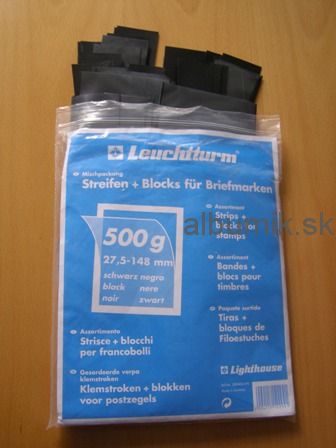 Leuchtturm
Mischpackung
Streifen + Blocks für Briefmarken
500 g
27,5-148 mm
schwarz negro
black nero
noir zwart
Assortment
Strips +
blocks
stamps
albumik.sk
Assortiment
Bandes +
blocs pour
timbres
Paquete surtido
Tiras +
bloques de
Filoestuches
Assortimento
Strisce + blocchi
per francobolli
Gesordeerde verpa
klemstroken
Klemstroken + blokken
voor postzegels
Lighthouse